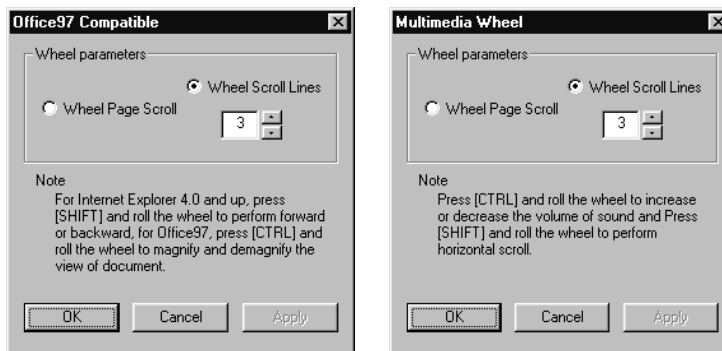 Office97 Compatible
Wheel parameters
Wheel Scroll Lines
Wheel Page Scroll
3
Note
For Internet Explorer 4.0 and up, press
[SHIFT] and roll the wheel to perform forward
or backward, for Office97, press [CTRL] and
roll the wheel to magnify and demagnify the
view of document.
OK
Cancel
Apply
Multimedia Wheel
Wheel parameters
Wheel Scroll Lines
Wheel Page Scroll
3
Note
Press [CTRL] and roll the wheel to increase
or decrease the volume of sound and Press
[SHIFT] and roll the wheel to perform
horizontal scroll.
OK
Cancel
Apply